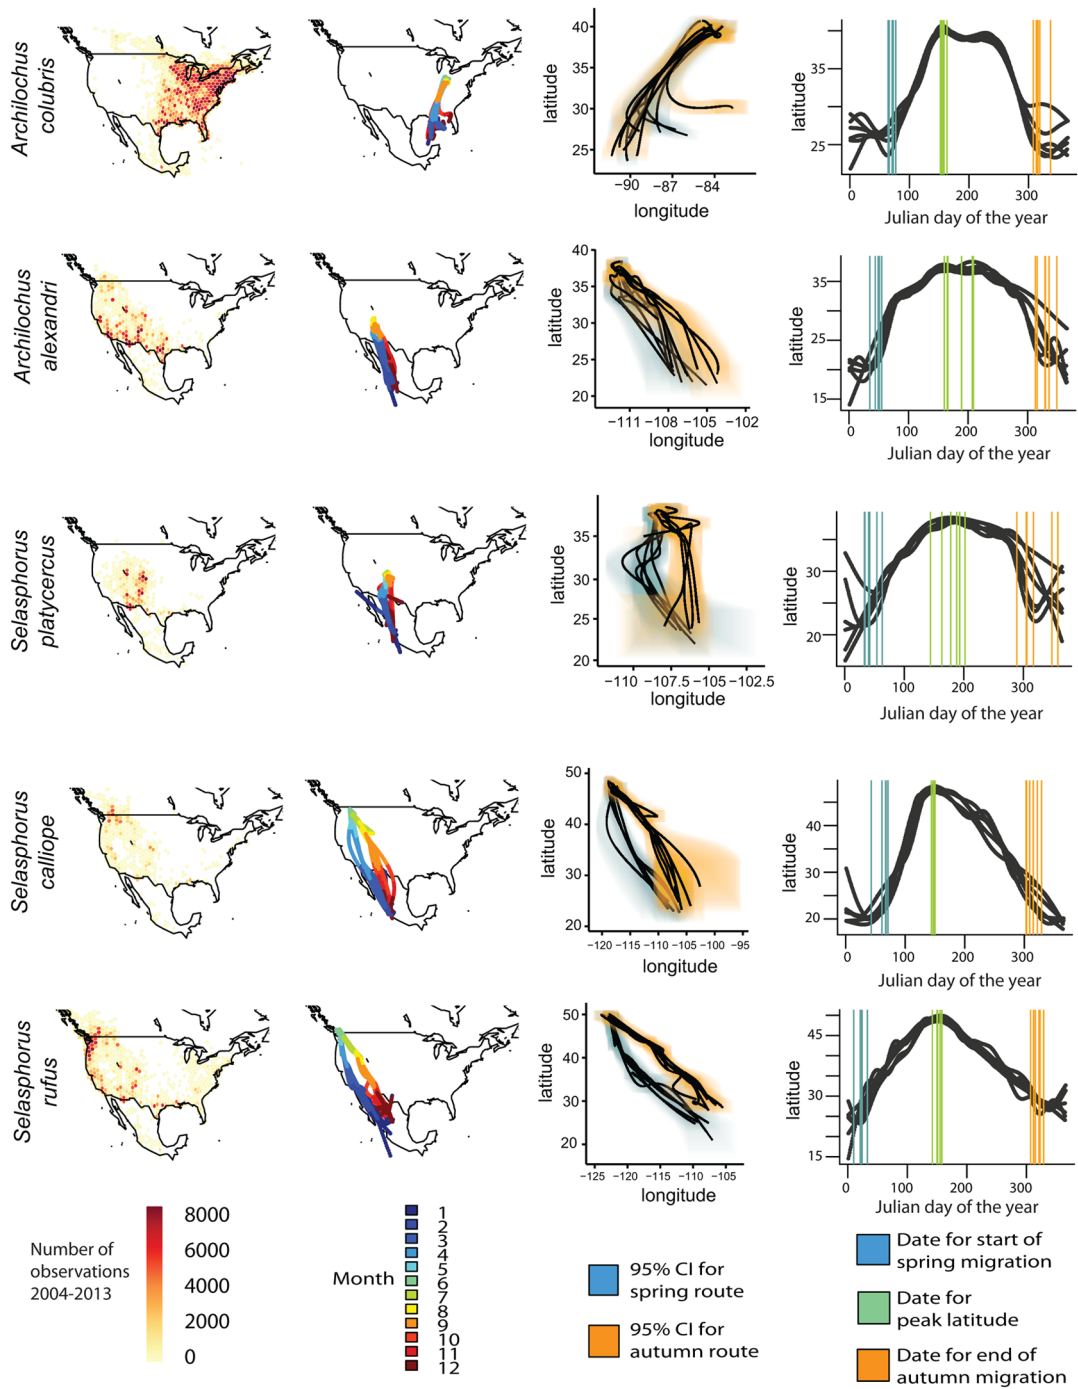 Archilochus
colubris
latitude
40
35
30
25
−90
−87
−84
longitude
latitude
35
25
0
100
200
300
Julian day of the year
Archilochus
alexandri
latitude
40
35
30
25
20
−111
−108
−105
−102
longitude
latitude
35
25
15
0
100
200
300
Julian day of the year
Selasphorus
platycercus
latitude
35
30
25
20
−110
−107.5
−105
−102.5
longitude
latitude
30
20
0
100
200
300
Julian day of the year
Selasphorus
calliope
latitude
50
40
30
20
−120
−115
−110
−105
−100
−95
longitude
latitude
30
20
0
100
200
300
Julian day of the year
Selasphorus
rufus
latitude
50
40
30
20
−125
−120
−115
−110
−105
longitude
latitude
45
30
15
0
100
200
300
Julian day of the year
Number of
observations
2004-2013
8000
6000
4000
2000
0
Month
1
2
3
4
5
6
7
8
9
10
11
12
95% CI for
spring route
95% CI for
autumn route
Date for start of
spring migration
Date for
peak latitude
Date for end of
autumn migration